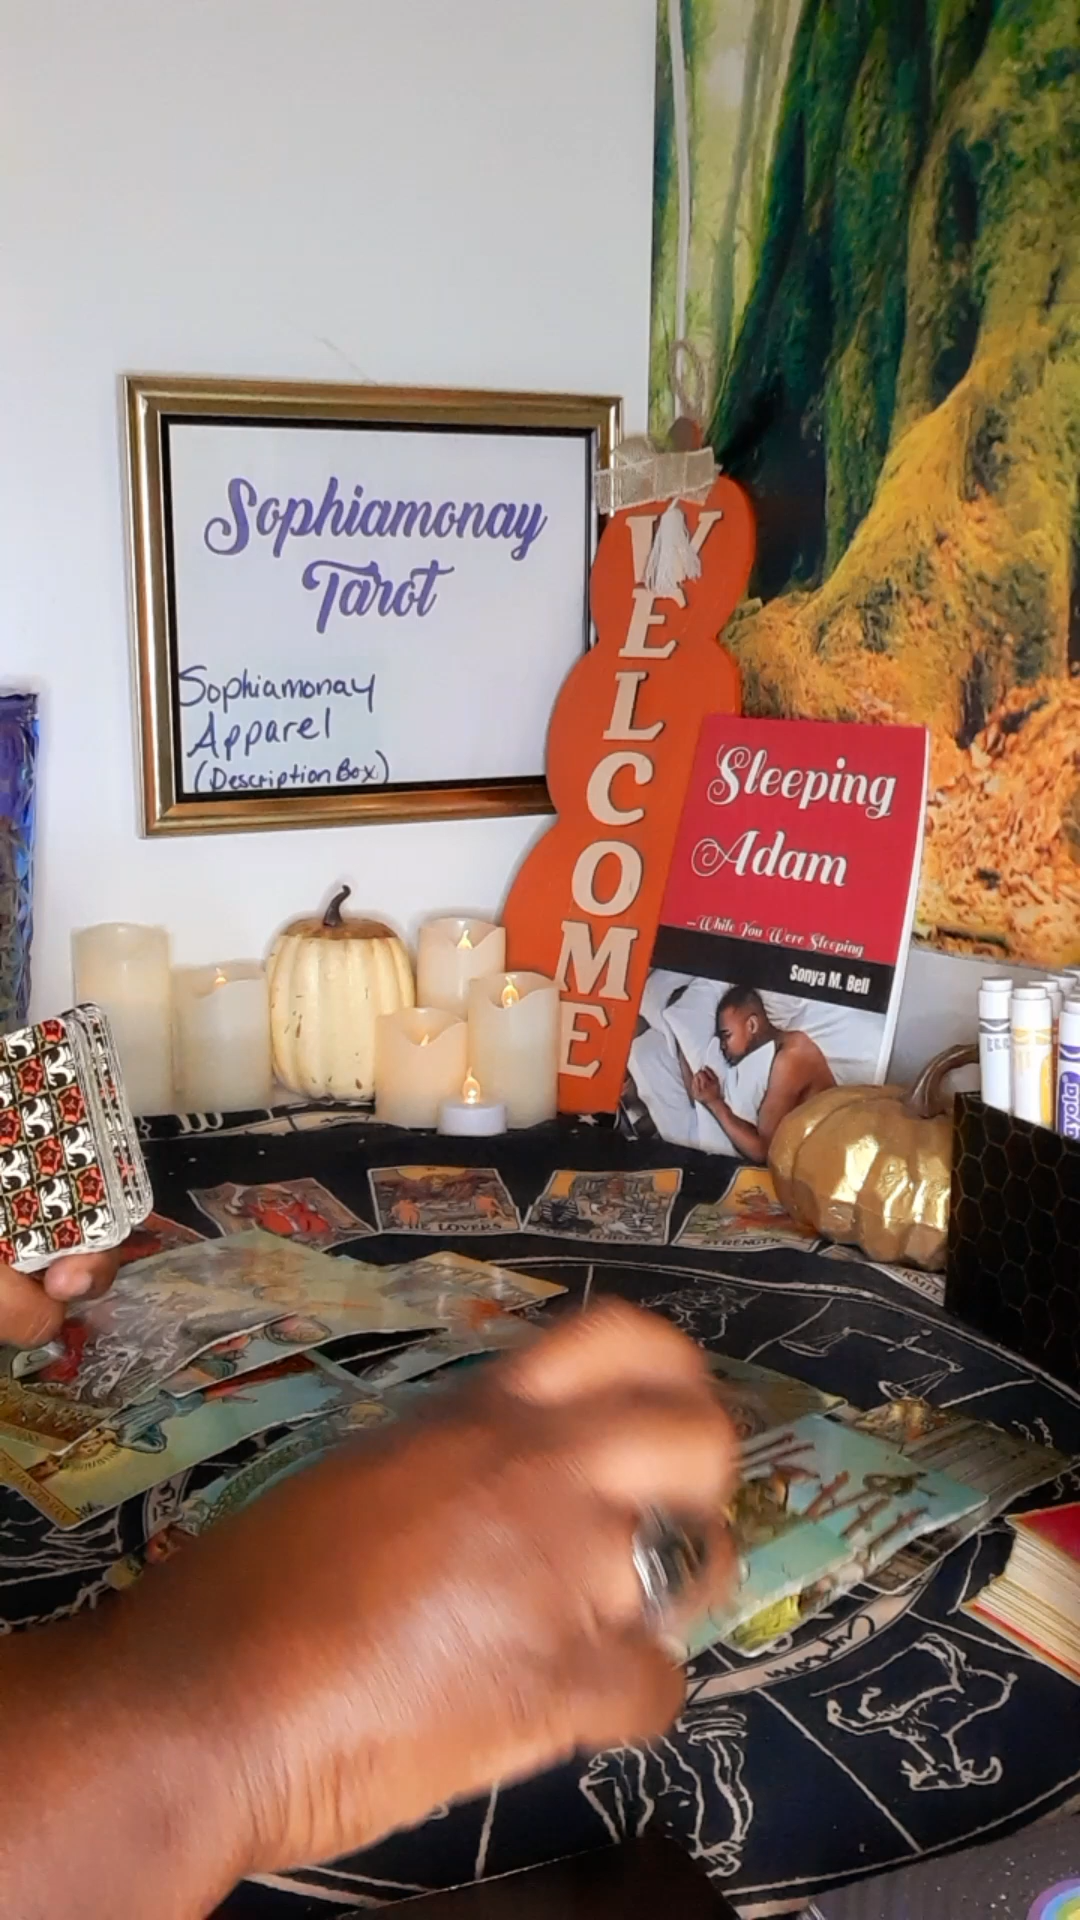 Sophiamonay
Tarot
Sophiamonay
Apparel
(Description Box)
WELCOME
Sleeping
Adam
—While You Were Sleeping
Sonya M. Bell
THE LOVERS
STRENGTH